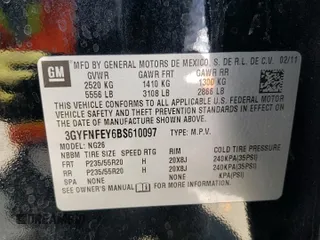 GM
MFD BY GENERAL MOTORS DE MEXICO, S. DE R.L. DE C.V. 02/11
GVWR GAWR FRT GAWR RR
2520 KG 1410 KG 1300 KG
5556 LB 3108 LB 2866 LB
THIS VEHICLE CONFORMS TO ALL APPLICABLE U.S. FEDERAL MOTOR
VEHICLE SAFETY AND THEFT PREVENTION STANDARDS IN EFFECT ON
THE DATE OF MANUFACTURE SHOWN ABOVE.
3GYFNFEY6BS610097 TYPE: M.P.V.
MODEL: NG26
NBBM TIRE SIZE SPEED RTG RIM COLD TIRE PRESSURE
FRT P235/55R20 H 20X8J 240KPA(35PSI)
RR P235/55R20 H 20X8J 240KPA(35PSI)
SPA NONE NONE KPA(PSI)
SEE OWNER'S MANUAL FOR ADDITIONAL INFORMATION.